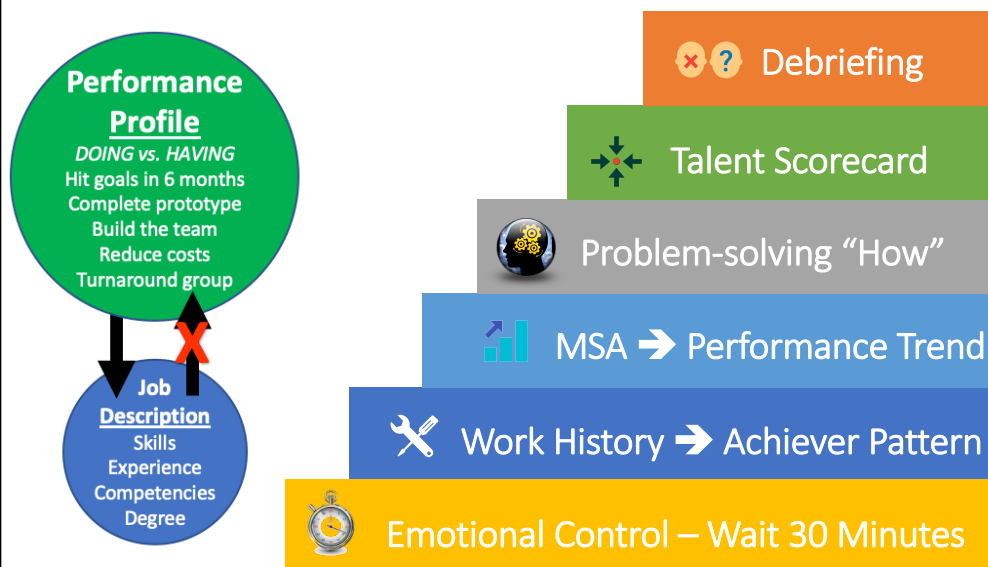 Performance
Profile
DOING vs. HAVING
Hit goals in 6 months
Complete prototype
Build the team
Reduce costs
Turnaround group
X
Job
Description
Skills
Experience
Competencies
Degree
? Debriefing
Talent Scorecard
Problem-solving “How”
MSA ➔ Performance Trend
Work History ➔ Achiever Pattern
Emotional Control – Wait 30 Minutes